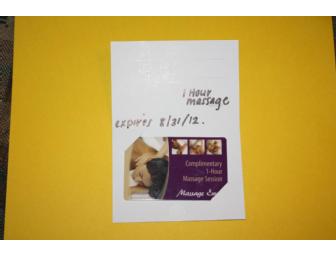 1 Hour
massage
expires 8/31/12.
Complimentary
1-Hour
Massage Session
Massage